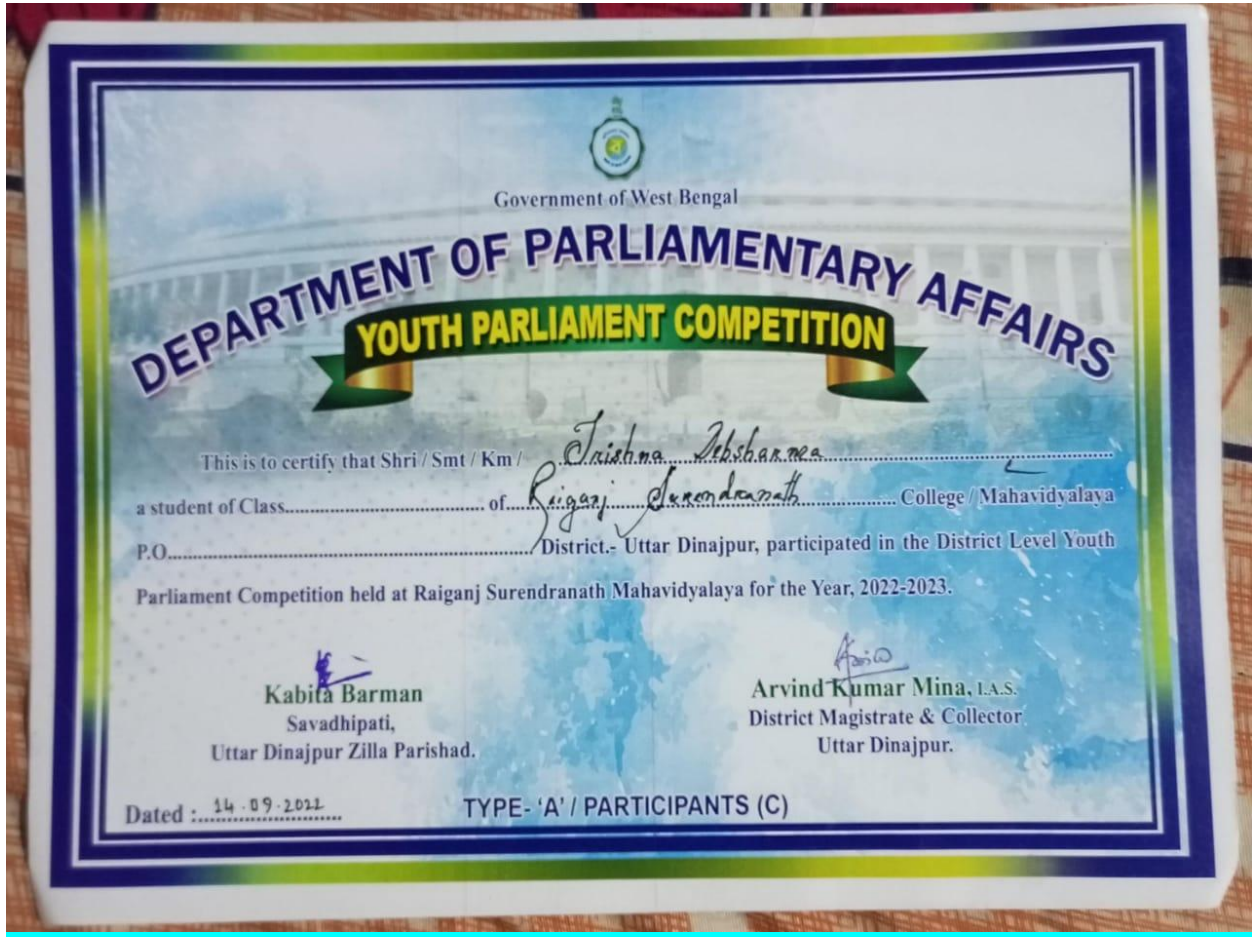 Government of West Bengal
DEPARTMENT OF PARLIAMENTARY AFFAIRS
YOUTH PARLIAMENT COMPETITION
This is to certify that Shri / Smt / Km / Trishna Debsharma
a student of Class.................................... of....Raiganj Surendranath.................. College / Mahavidyalaya
P.O.................................................................... District.- Uttar Dinajpur, participated in the District Level Youth
Parliament Competition held at Raiganj Surendranath Mahavidyalaya for the Year, 2022-2023.
Kabita Barman
Savadhipati,
Uttar Dinajpur Zilla Parishad.
Arvind Kumar Mina, I.A.S.
District Magistrate & Collector
Uttar Dinajpur.
Dated : 14.09.2022
TYPE- 'A' / PARTICIPANTS (C)